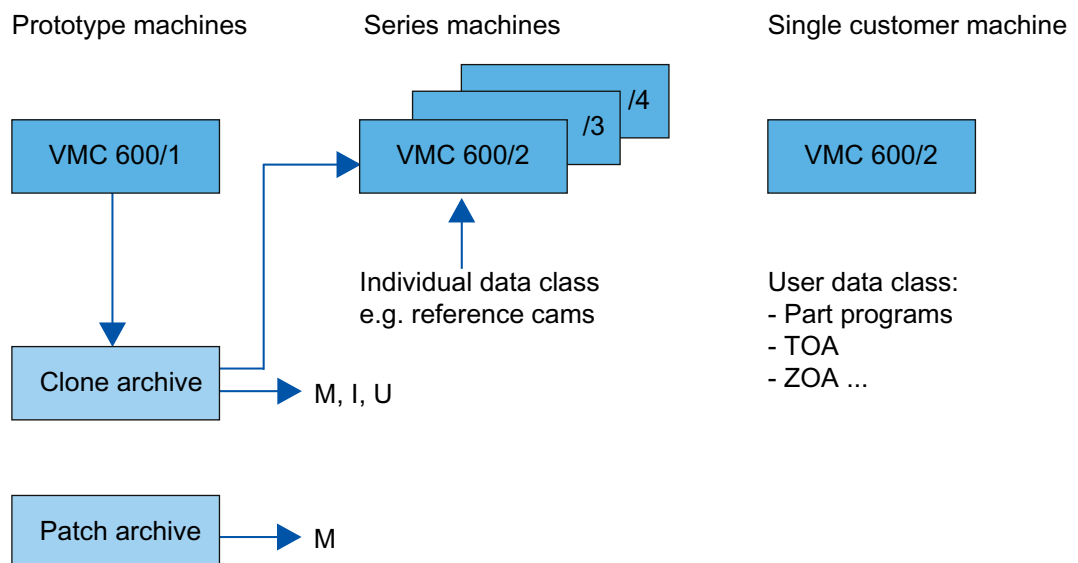 Prototype machines
Series machines
Single customer machine
/4
/3
VMC 600/1
VMC 600/2
VMC 600/2
Individual data class
e.g. reference cams
User data class:
- Part programs
- TOA
- ZOA ...
Clone archive
M, I, U
Patch archive
M